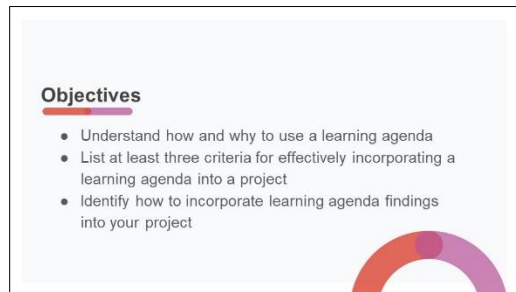 Objectives
● Understand how and why to use a learning agenda
● List at least three criteria for effectively incorporating a
learning agenda into a project
● Identify how to incorporate learning agenda findings
into your project